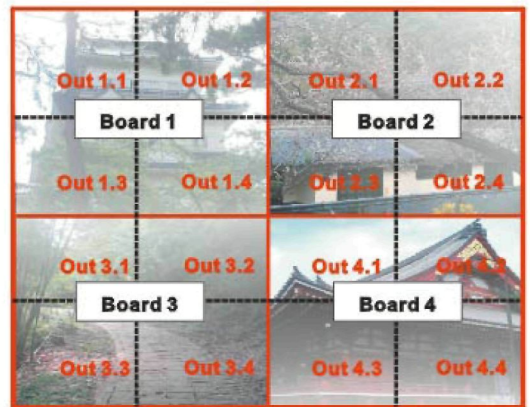 Out 1.1 Out 1.2 Out 2.1 Out 2.2
Board 1 Board 2
Out 1.3 Out 1.4 Out 2.3 Out 2.4
Out 3.1 Out 3.2 Out 4.1 Out 4.2
Board 3 Board 4
Out 3.3 Out 3.4 Out 4.3 Out 4.4